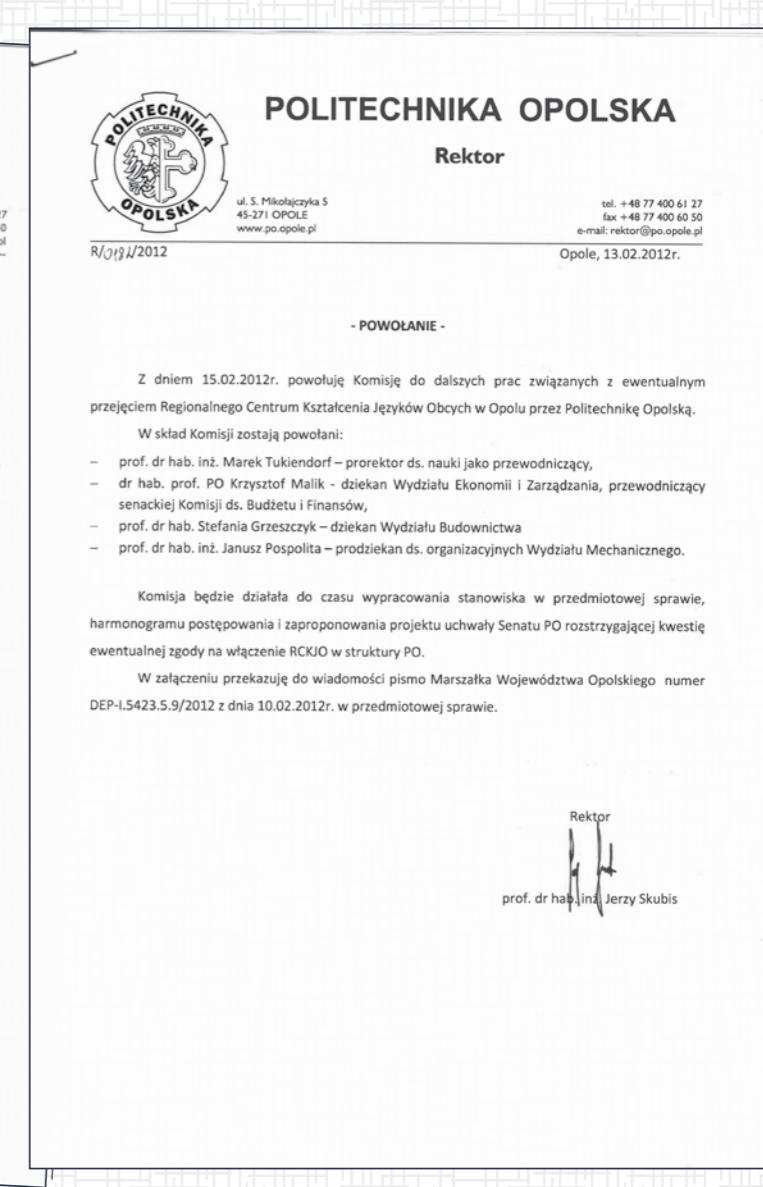 POLITECHNIKA OPOLSKA
POLITECHNIKA OPOLSKA
Rektor
ul. S. Mikołajczyka 5
45-271 OPOLE
www.po.opole.pl
tel. +48 77 400 61 27
fax +48 77 400 60 50
e-mail: rektor@po.opole.pl
/2012
Opole, 13.02.2012r.
- POWOŁANIE -
Z dniem 15.02.2012r. powołuję Komisję do dalszych prac związanych z ewentualnym
przejęciem Regionalnego Centrum Kształcenia Języków Obcych w Opolu przez Politechnikę Opolską.
W skład Komisji zostają powołani:
– prof. dr hab. inż. Marek Tukiendorf – prorektor ds. nauki jako przewodniczący,
– dr hab. prof. PO Krzysztof Malik - dziekan Wydziału Ekonomii i Zarządzania, przewodniczący
senackiej Komisji ds. Budżetu i Finansów,
– prof. dr hab. Stefania Grzeszczyk – dziekan Wydziału Budownictwa
– prof. dr hab. inż. Janusz Pospolita – prodziekan ds. organizacyjnych Wydziału Mechanicznego.
Komisja będzie działała do czasu wypracowania stanowiska w przedmiotowej sprawie,
harmonogramu postępowania i zaproponowania projektu uchwały Senatu PO rozstrzygającej kwestię
ewentualnej zgody na włączenie RCKJO w struktury PO.
W załączeniu przekazuję do wiadomości pismo Marszałka Województwa Opolskiego numer
DEP-I.5423.5.9/2012 z dnia 10.02.2012r. w przedmiotowej sprawie.
Rektor
prof. dr hab. inż. Jerzy Skubis